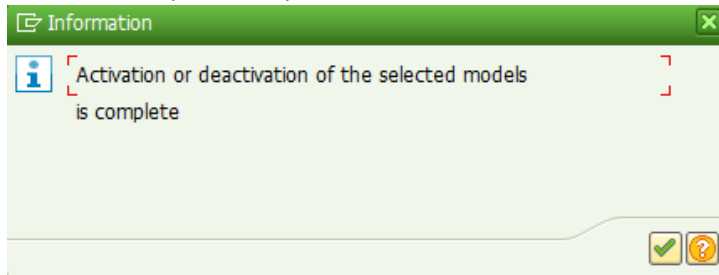 Information
Activation or deactivation of the selected models
is complete